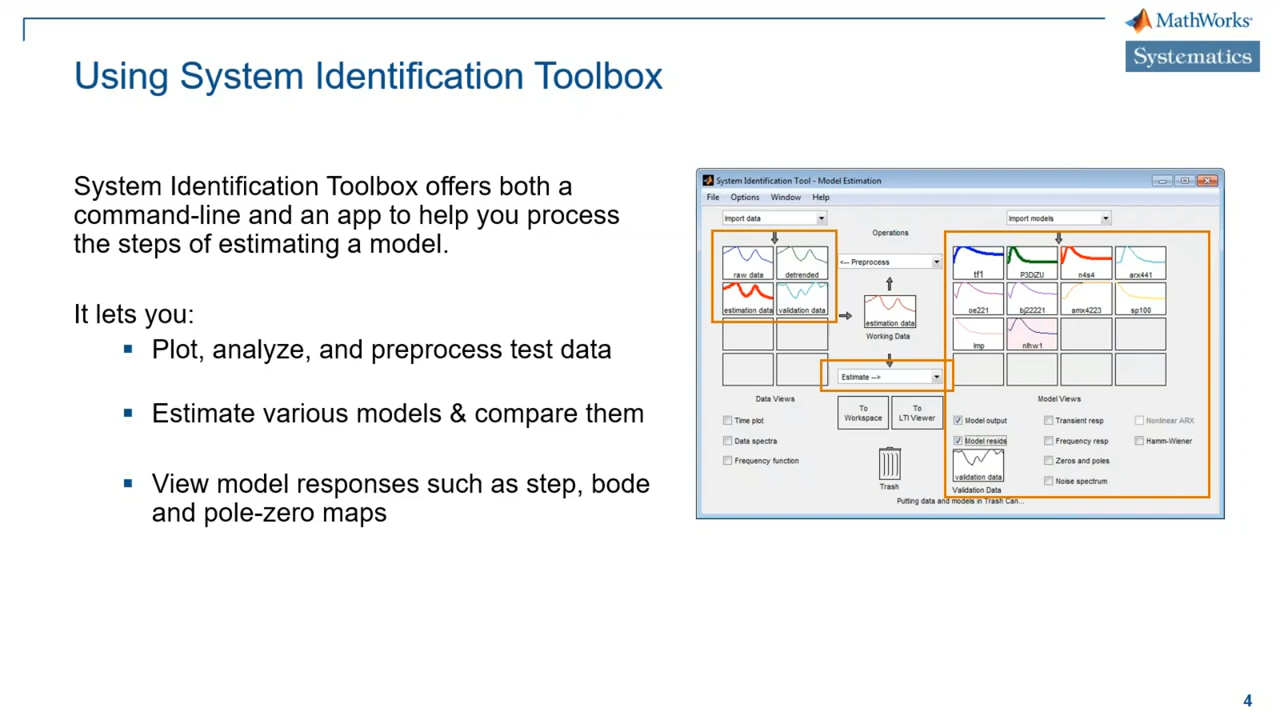 MathWorks
Systematics
Using System Identification Toolbox
System Identification Toolbox offers both a
command-line and an app to help you process
the steps of estimating a model.
It lets you:
Plot, analyze, and preprocess test data
Estimate various models & compare them
View model responses such as step, bode
and pole-zero maps
System Identification Tool - Model Estimation
File Options Window Help
Import data
Import models
Operations
<-- Preprocess
raw data detrended
estimation data validation data
estimation data
Working Data
Estimate -->
tf1 P3DIZU n4s4 arx441
oe221 bj22221 amx4223 sp100
imp nlhw1
Data Views
Time plot
Data spectra
Frequency function
To
Workspace
To
LTI Viewer
Trash
Model Views
Model output Transient resp Nonlinear ARX
Model resids Frequency resp Hamm-Wiener
Zeros and poles
Noise spectrum
validation data
Validation Data
Putting data and models in Trash Can...
4